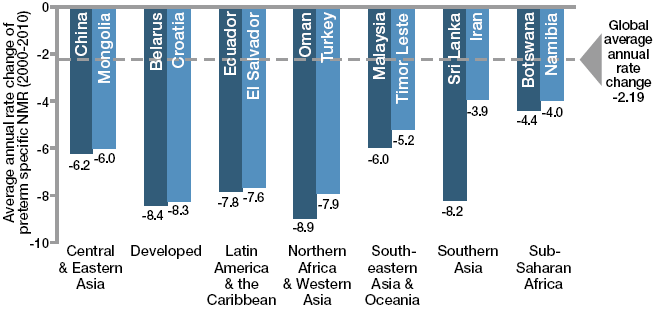 Average annual rate change of
preterm specific NMR (2000-2010)
0
-2
-4
-6
-8
-10
China
Mongolia
Belarus
Croatia
Ecuador
El Salvador
Oman
Turkey
Malaysia
Timor Leste
Sri Lanka
Iran
Botswana
Namibia
-6.2
-6.0
-8.4
-8.3
-7.8
-7.6
-8.9
-7.9
-6.0
-5.2
-8.2
-3.9
-4.4
-4.0
Global
average
annual
rate
change
-2.19
Central
& Eastern
Asia
Developed
Latin
America
& the
Caribbean
Northern
Africa
& Western
Asia
South-
eastern
Asia &
Oceania
Southern
Asia
Sub-
Saharan
Africa